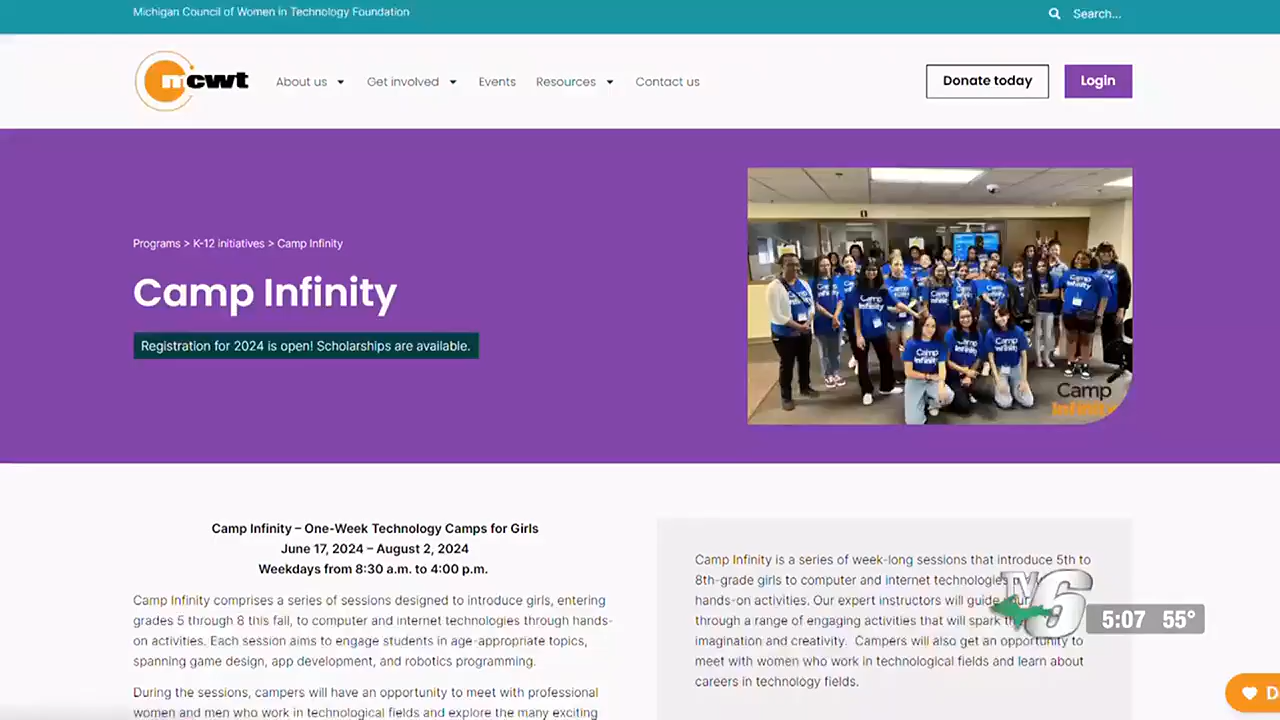 Michigan Council of Women in Technology Foundation
Search...
mcwt
About us
Get involved
Events
Resources
Contact us
Donate today
Login
Programs > K-12 initiatives > Camp Infinity
Camp Infinity
Registration for 2024 is open! Scholarships are available.
Camp
Infinity
Camp Infinity – One-Week Technology Camps for Girls
June 17, 2024 – August 2, 2024
Weekdays from 8:30 a.m. to 4:00 p.m.
Camp Infinity comprises a series of sessions designed to introduce girls, entering
grades 5 through 8 this fall, to computer and internet technologies through hands-
on activities. Each session aims to engage students in age-appropriate topics,
spanning game design, app development, and robotics programming.
During the sessions, campers will have an opportunity to meet with professional
women and men who work in technological fields and explore the many exciting
Camp Infinity is a series of week-long sessions that introduce 5th to
8th-grade girls to computer and internet technologies
hands-on activities. Our expert instructors will guide
through a range of engaging activities that will spark
imagination and creativity. Campers will also get an opportunity to
meet with women who work in technological fields and learn about
careers in technology fields.
TV6
5:07 55°